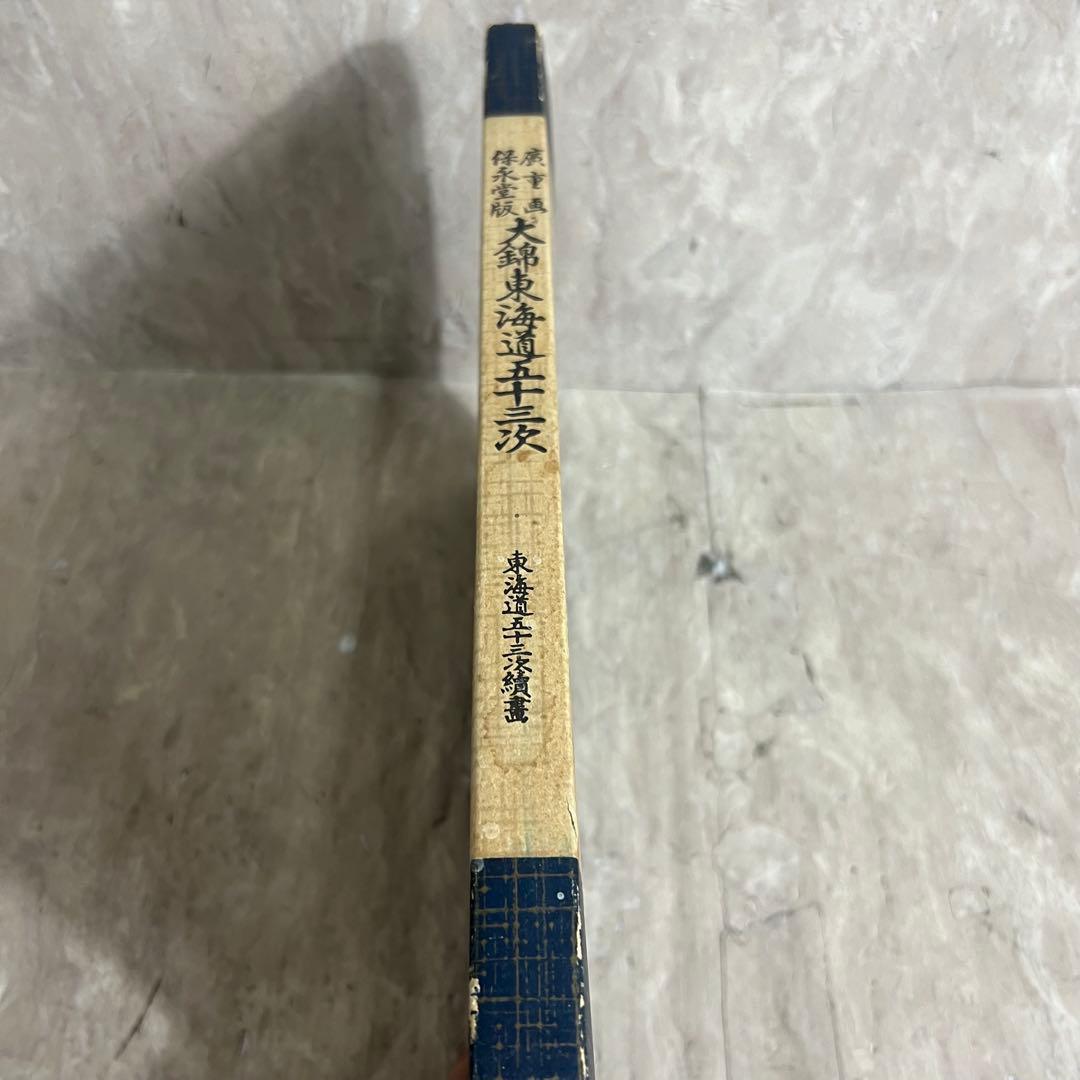 廣重画
保永堂版
大錦東海道五十三次
東海道五十三次續畫